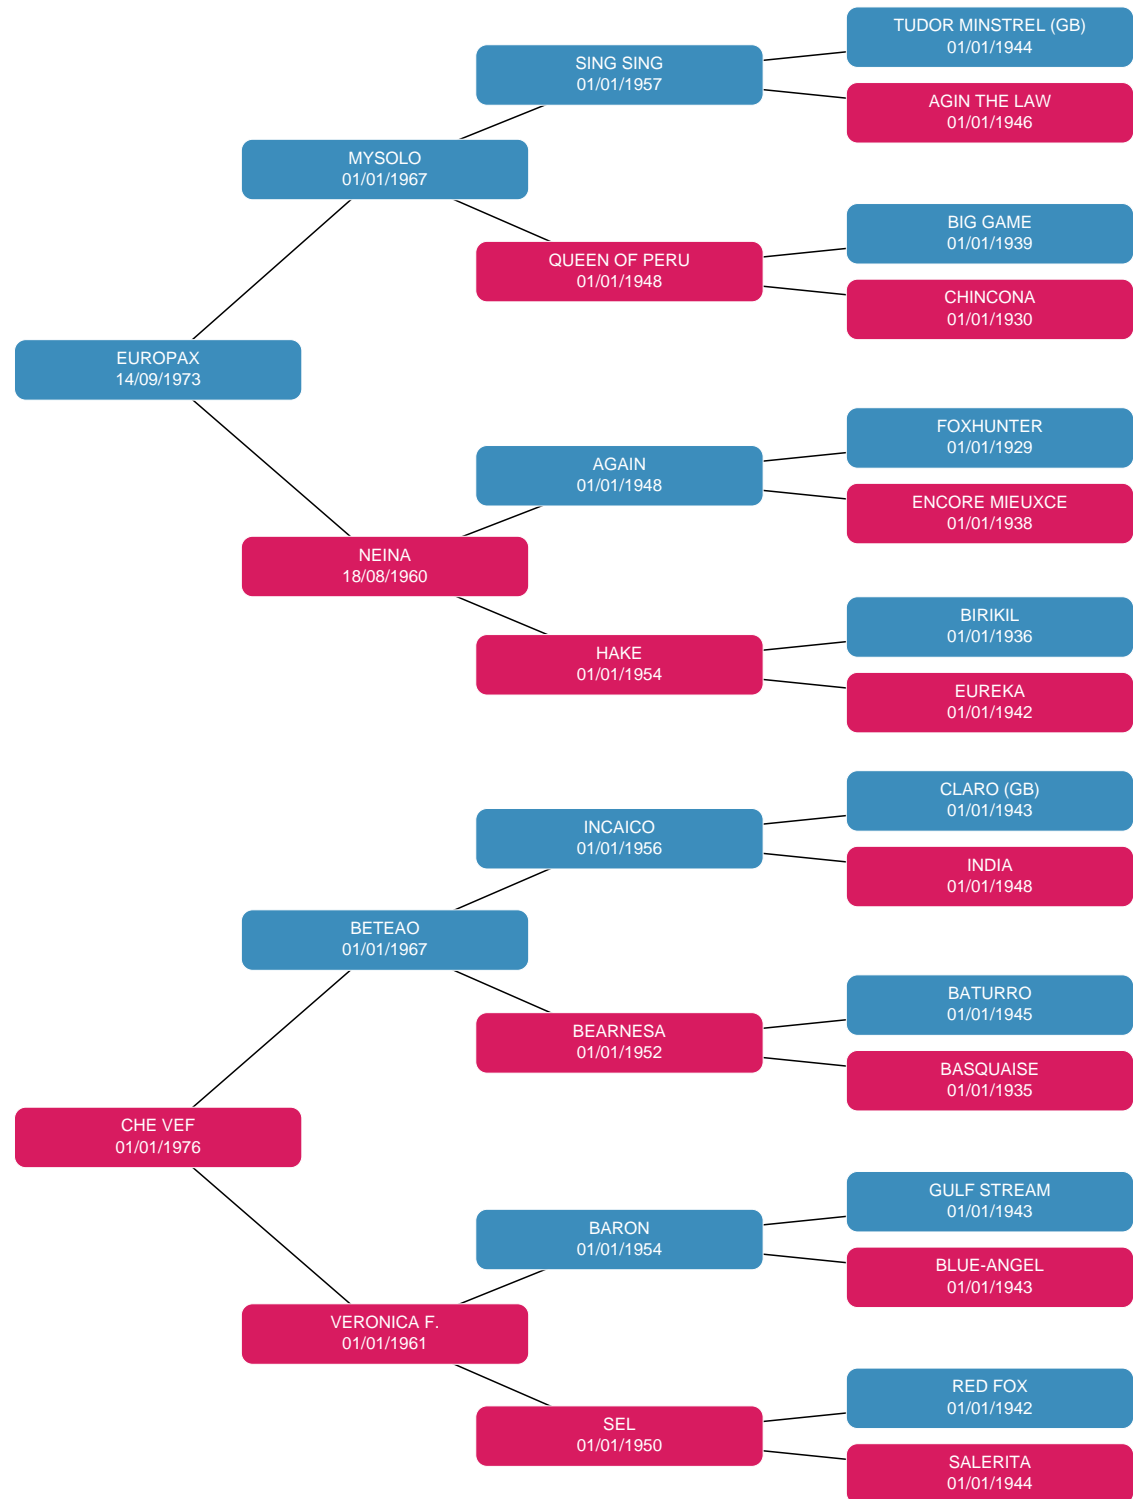 TUDOR MINSTREL (GB)
01/01/1944
SING SING
01/01/1957
AGIN THE LAW
01/01/1946
MYSOLO
01/01/1967
BIG GAME
01/01/1939
QUEEN OF PERU
01/01/1948
CHINCONA
01/01/1930
EUROPAX
14/09/1973
FOXHUNTER
01/01/1929
AGAIN
01/01/1948
ENCORE MIEUXCE
01/01/1938
NEINA
18/08/1960
BIRIKIL
01/01/1936
HAKE
01/01/1954
EUREKA
01/01/1942
CLARO (GB)
01/01/1943
INCAICO
01/01/1956
INDIA
01/01/1948
BETEAO
01/01/1967
BATURRO
01/01/1945
BEARNESA
01/01/1952
BASQUAISE
01/01/1935
CHE VEF
01/01/1976
GULF STREAM
01/01/1943
BARON
01/01/1954
BLUE-ANGEL
01/01/1943
VERONICA F.
01/01/1961
RED FOX
01/01/1942
SEL
01/01/1950
SALERITA
01/01/1944